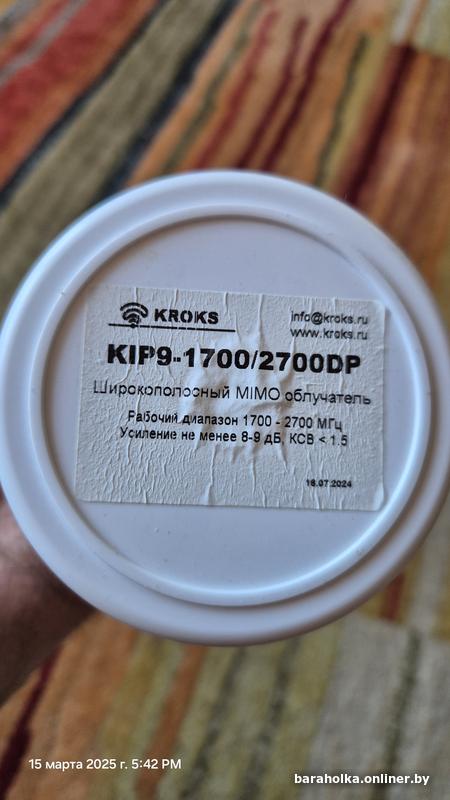 KROKS
info@kroks.ru
www.kroks.ru
KIP9-1700/2700DP
Широкополосный MIMO облучатель
Рабочий диапазон 1700 - 2700 МГц
Усиление не менее 8-9 дБ, КСВ < 1.5
18.07.2024
15 марта 2025 г. 5:42 PM
baraholka.onliner.by